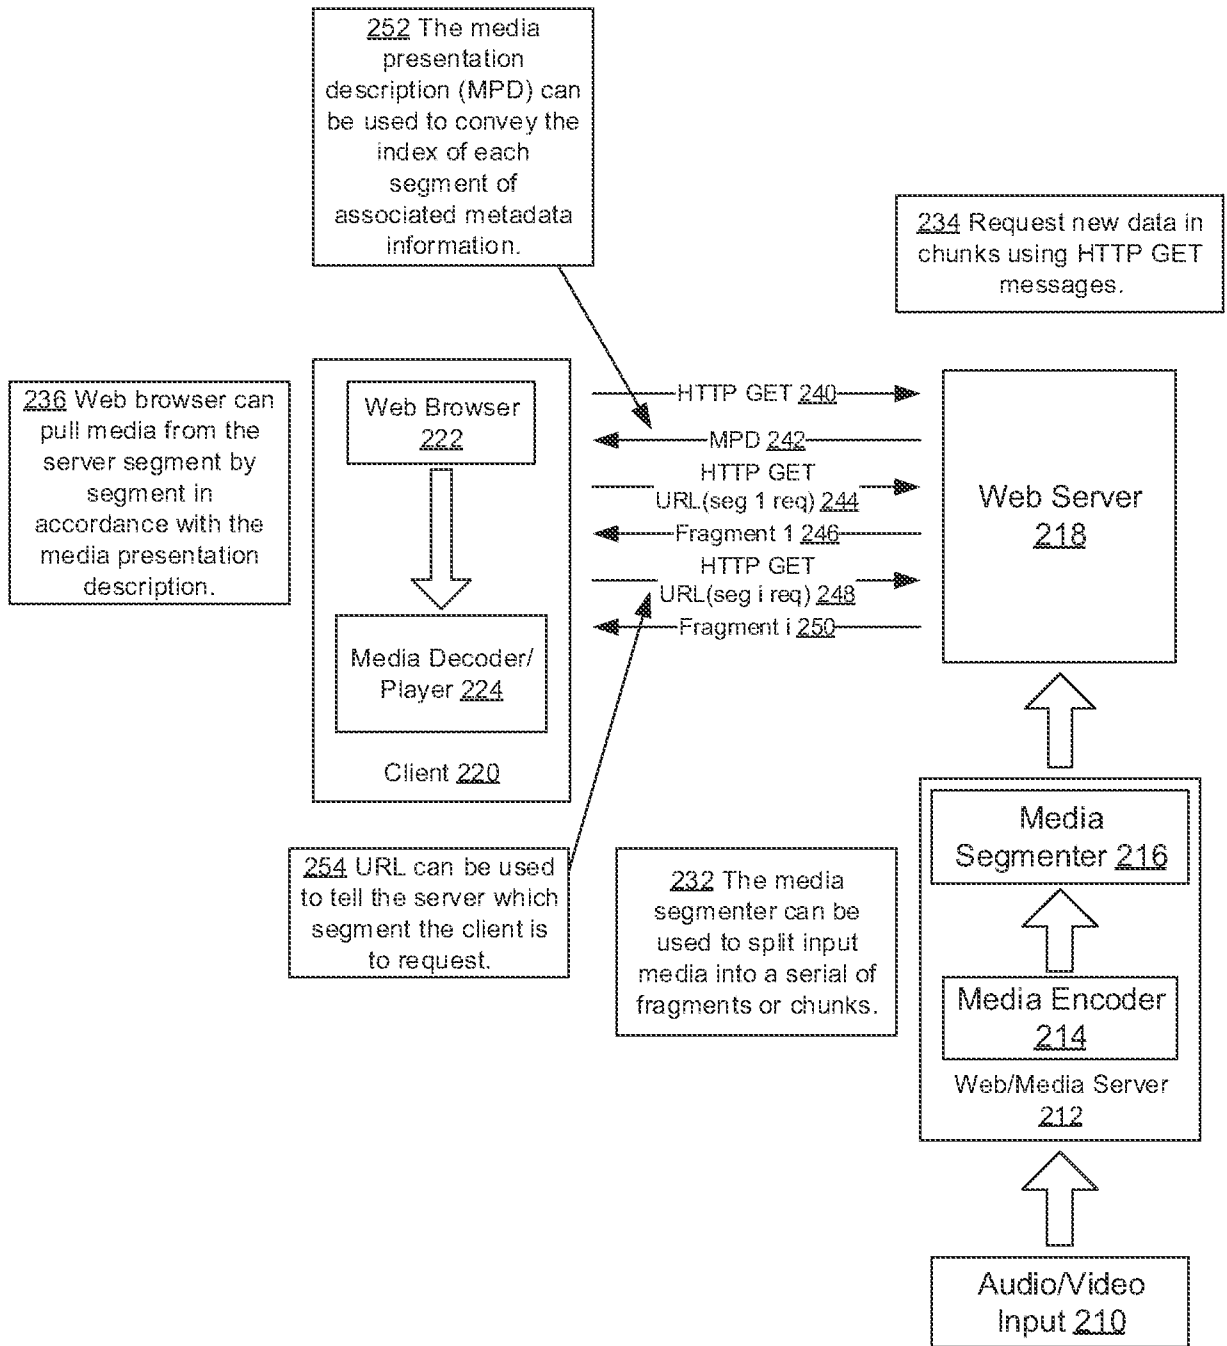 252 The media
presentation
description (MPD) can
be used to convey the
index of each
segment of
associated metadata
information.
234 Request new data in
chunks using HTTP GET
messages.
236 Web browser can
pull media from the
server segment by
segment in
accordance with the
media presentation
description.
Web Browser
222
Media Decoder/
Player 224
Client 220
HTTP GET 240
MPD 242
HTTP GET
URL(seg 1 req) 244
Fragment 1 246
HTTP GET
URL(seg i req) 248
Fragment i 250
Web Server
218
254 URL can be used
to tell the server which
segment the client is
to request.
232 The media
segmenter can be
used to split input
media into a serial of
fragments or chunks.
Media
Segmenter 216
Media Encoder
214
Web/Media Server
212
Audio/Video
Input 210